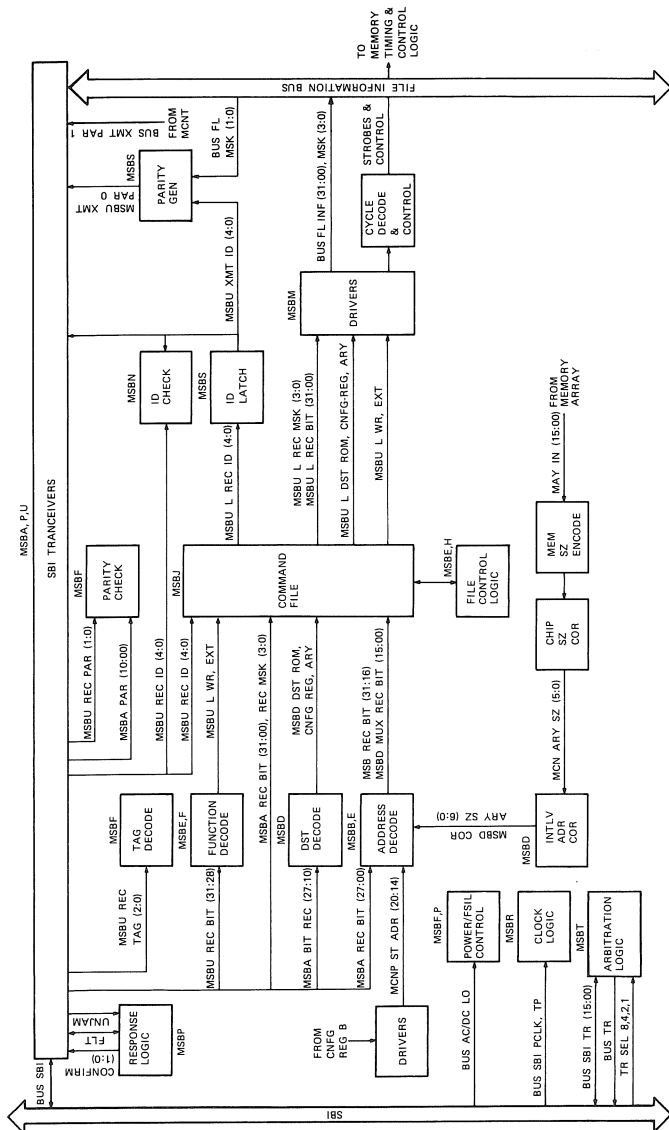 MSBA, P, U
SBI TRANCEIVERS
BUS SBI
CONFIRM
(1:0)
FLT
UNJAM
RESPONSE
LOGIC
MSBP
MSBU REC
TAG (2:0)
MSBF
TAG
DECODE
MSBU REC PAR (1:0)
MSBA PAR (10:00)
MSBF
PARITY
CHECK
MSBU REC ID (4:0)
MSBU REC ID (4:0)
MSBN
ID
CHECK
MSBS
ID
LATCH
MSBU L REC ID (4:0)
MSBU XMT ID (4:0)
MSBU XMT
PAR 0
MSBS
PARITY
GEN
BUS XMT PAR 1
FROM
MCNT
BUS FL
MSK (1:0)
FILE INFORMATION BUS
TO
MEMORY
TIMING &
CONTROL
LOGIC
MSBU REC BIT (31:28)
MSBE,F
FUNCTION
DECODE
MSBU L WR, EXT
MSBJ
COMMAND
FILE
MSBA REC BIT (31:00), REC MSK (3:0)
MSBA BIT REC (27:10)
MSBD
DST
DECODE
MSBD DST ROM,
CNFG REG, ARY
MSBA REC BIT (27:00)
MSBB,E
ADDRESS
DECODE
MSB REC BIT (31:16)
MSBD MUX REC BIT (15:00)
MSBU L REC MSK (3:0)
MSBU L REC BIT (31:00)
MSBU L DST ROM, CNFG-REG, ARY
MSBU L WR, EXT
MSBM
DRIVERS
BUS FL INF (31:00), MSK (3:0)
CYCLE
DECODE
&
CONTROL
STROBES &
CONTROL
MSBE,H
FILE
CONTROL
LOGIC
FROM
CNFG
REG B
DRIVERS
MCNP ST ADR (20:14)
MSBD COR
ARY SZ (6:0)
MSBD
INTLV
ADR
COR
MCN ARY SZ (5:0)
CHIP
SZ
COR
MEM
SZ
ENCODE
MAY IN (15:00)
FROM
MEMORY
ARRAY
BUS AC/DC LO
MSBF,P
POWER/FSIL
CONTROL
BUS SBI PCLK, TP
MSBR
CLOCK
LOGIC
BUS SBI TR (15:00)
BUS TR
TR SEL 8,4,2,1
MSBT
ARBITRATION
LOGIC
SBI